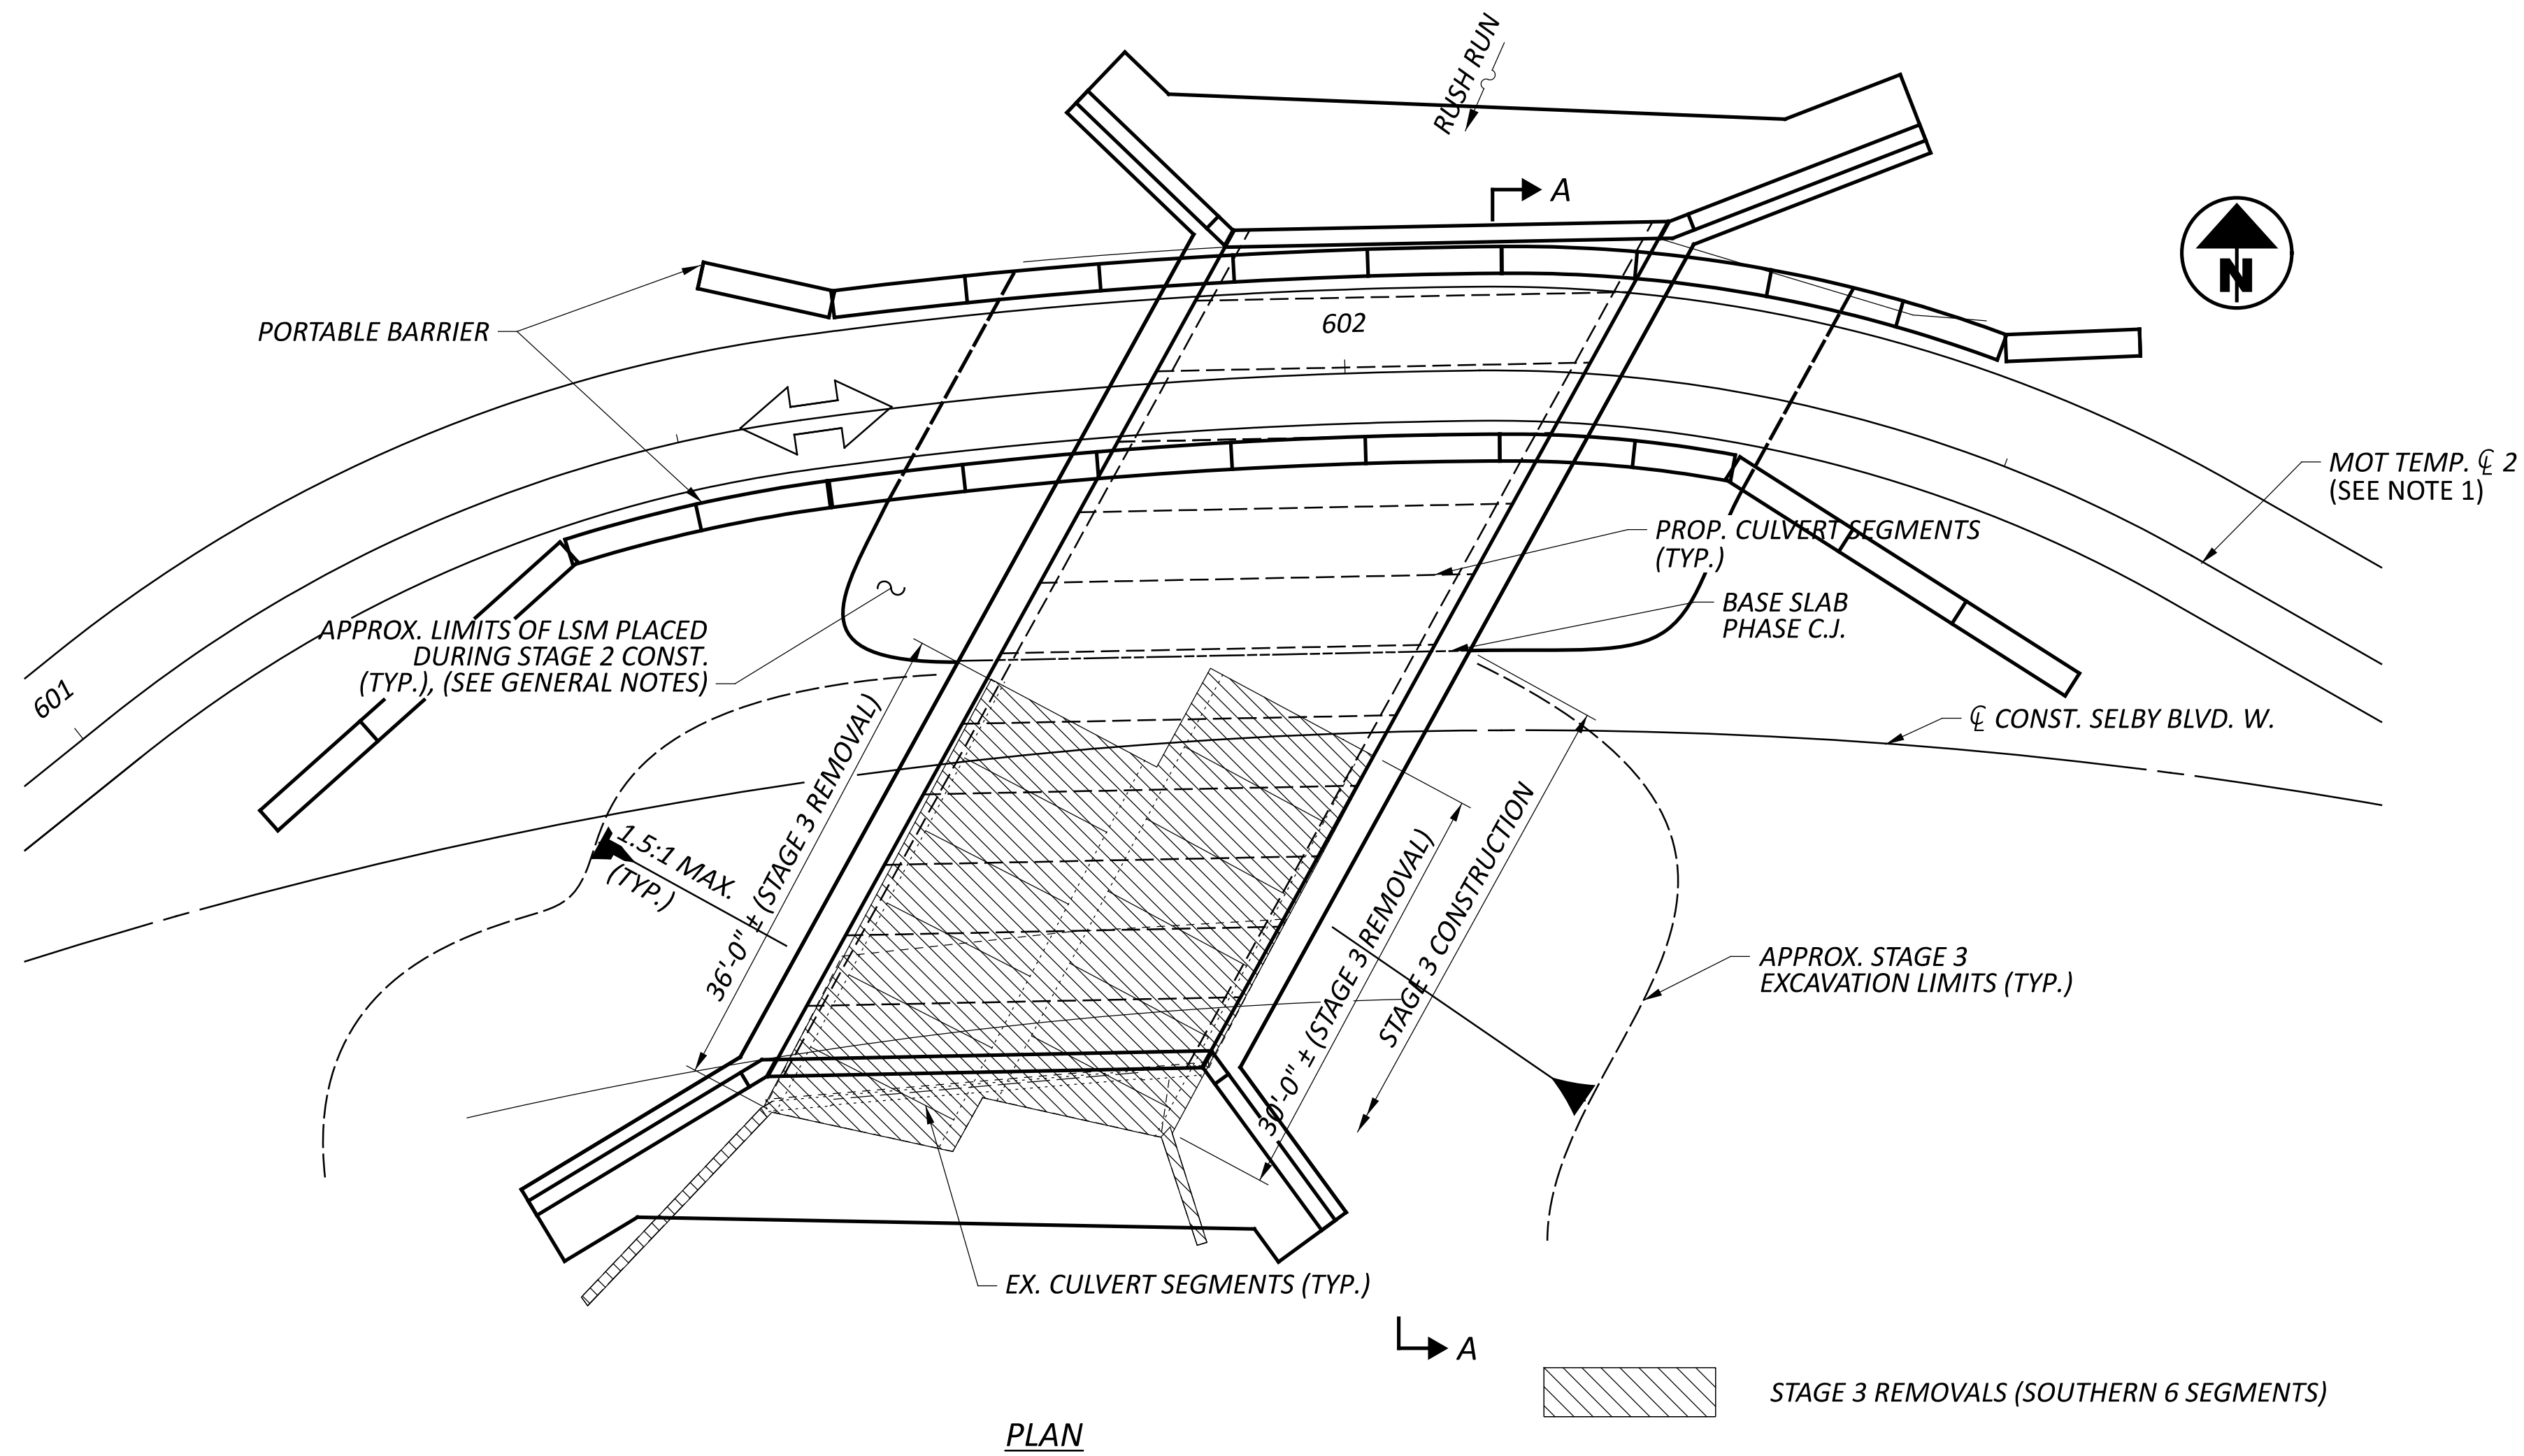 RUSH RUN
A
N
PORTABLE BARRIER
602
MOT TEMP. ℄ 2
(SEE NOTE 1)
PROP. CULVERT SEGMENTS
(TYP.)
BASE SLAB
PHASE C.J.
APPROX. LIMITS OF LSM PLACED
DURING STAGE 2 CONST.
(TYP.), (SEE GENERAL NOTES)
601
℄ CONST. SELBY BLVD. W.
1.5:1 MAX.
(TYP.)
36'-0" ± (STAGE 3 REMOVAL)
30'-0" ± (STAGE 3 REMOVAL)
STAGE 3 CONSTRUCTION
APPROX. STAGE 3
EXCAVATION LIMITS (TYP.)
EX. CULVERT SEGMENTS (TYP.)
A
STAGE 3 REMOVALS (SOUTHERN 6 SEGMENTS)
PLAN